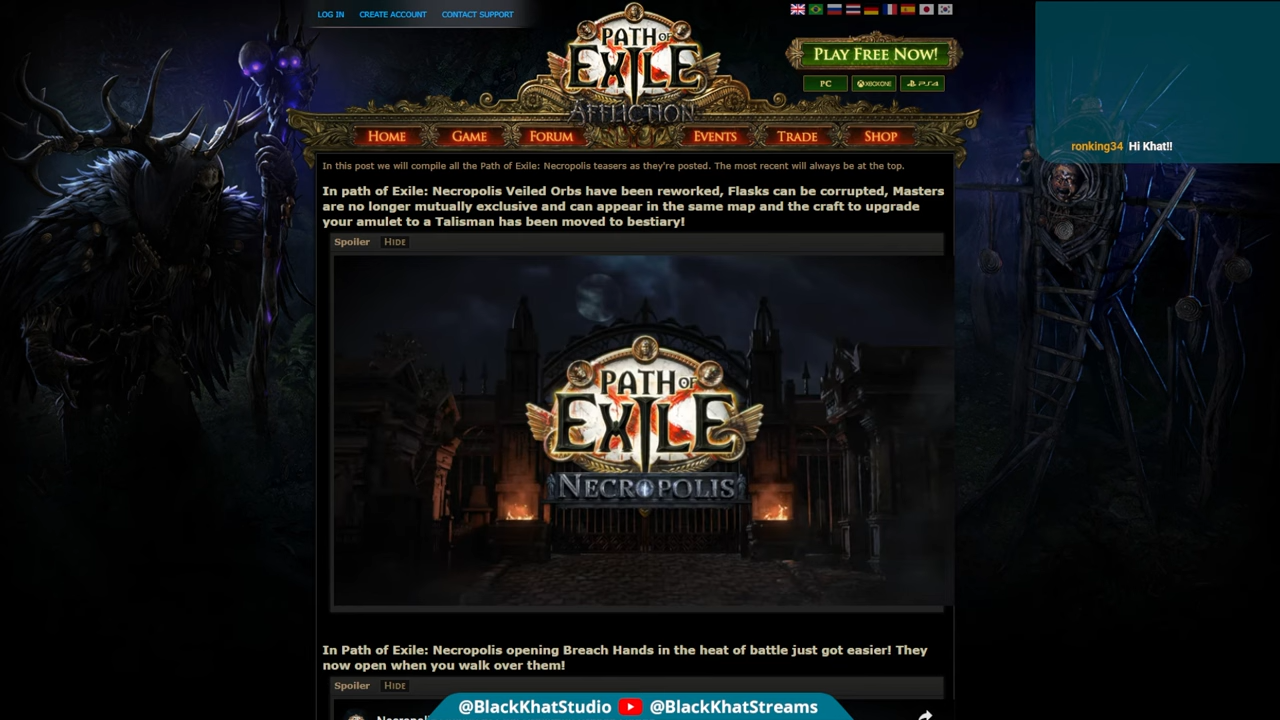 LOG IN CREATE ACCOUNT CONTACT SUPPORT
PATH OF
EXILE
AFFLICTION
PLAY FREE NOW!
PC XBOX ONE PS4
HOME GAME FORUM EVENTS TRADE SHOP
ronking34 Hi Khat!!
In this post we will compile all the Path of Exile: Necropolis teasers as they're posted. The most recent will always be at the top.
In path of Exile: Necropolis Veiled Orbs have been reworked, Flasks can be corrupted, Masters
are no longer mutually exclusive and can appear in the same map and the craft to upgrade
your amulet to a Talisman has been moved to bestiary!
Spoiler HIDE
PATH OF
EXILE
NECROPOLIS
In Path of Exile: Necropolis opening Breach Hands in the heat of battle just got easier! They
now open when you walk over them!
Spoiler HIDE
@BlackKhatStudio @BlackKhatStreams